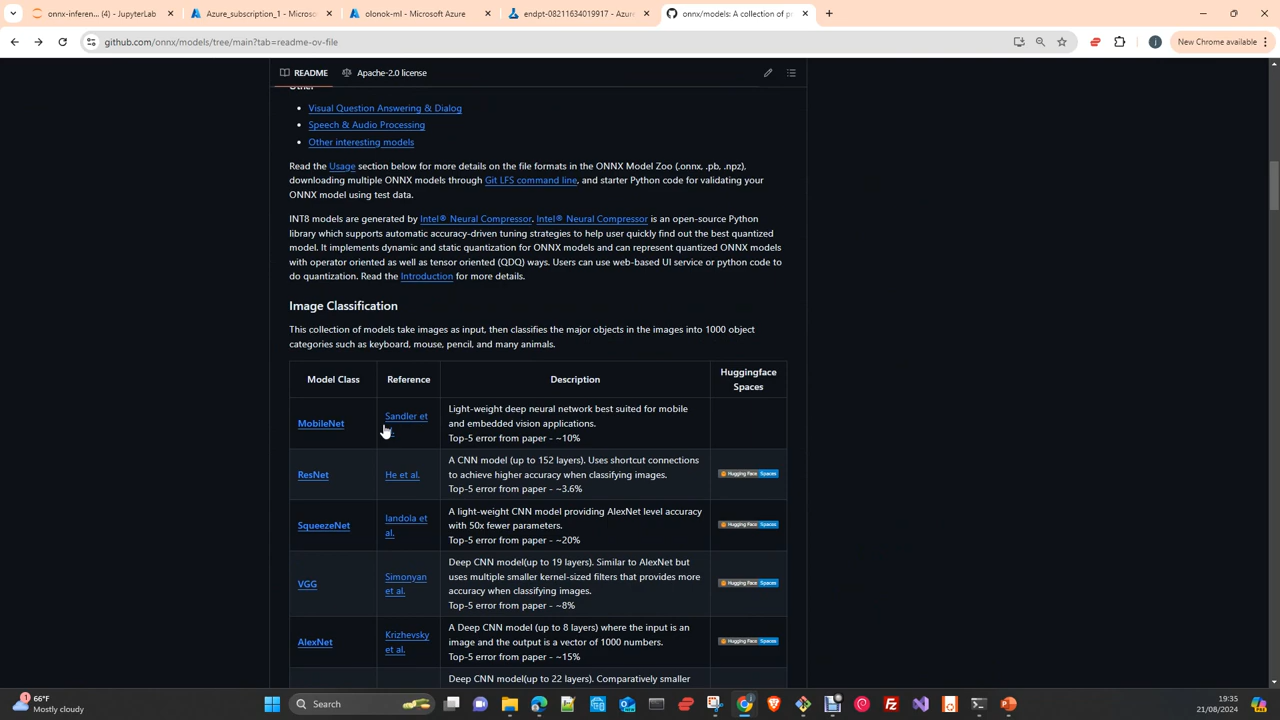 onnx-inferen... (4) - JupyterLab
Azure_subscription_1 - Microso
olonok-ml - Microsoft Azure
endpt-08211634019917 - Azure
onnx/models: A collection of p
github.com/onnx/models/tree/main?tab=readme-ov-file
New Chrome available
README
Apache-2.0 license
Other
Visual Question Answering & Dialog
Speech & Audio Processing
Other interesting models
Read the Usage section below for more details on the file formats in the ONNX Model Zoo (.onnx, .pb, .npz),
downloading multiple ONNX models through Git LFS command line, and starter Python code for validating your
ONNX model using test data.
INT8 models are generated by Intel® Neural Compressor. Intel® Neural Compressor is an open-source Python
library which supports automatic accuracy-driven tuning strategies to help user quickly find out the best quantized
model. It implements dynamic and static quantization for ONNX models and can represent quantized ONNX models
with operator oriented as well as tensor oriented (QDQ) ways. Users can use web-based UI service or python code to
do quantization. Read the Introduction for more details.
Image Classification
This collection of models take images as input, then classifies the major objects in the images into 1000 object
categories such as keyboard, mouse, pencil, and many animals.
Model Class
Reference
Description
Huggingface
Spaces
MobileNet
Sandler et
Light-weight deep neural network best suited for mobile
and embedded vision applications.
Top-5 error from paper - ~10%
ResNet
He et al.
A CNN model (up to 152 layers). Uses shortcut connections
to achieve higher accuracy when classifying images.
Top-5 error from paper - ~3.6%
Hugging Face Spaces
SqueezeNet
Iandola et
al.
A light-weight CNN model providing AlexNet level accuracy
with 50x fewer parameters.
Top-5 error from paper - ~20%
Hugging Face Spaces
VGG
Simonyan
et al.
Deep CNN model(up to 19 layers). Similar to AlexNet but
uses multiple smaller kernel-sized filters that provides more
accuracy when classifying images.
Top-5 error from paper - ~8%
Hugging Face Spaces
AlexNet
Krizhevsky
et al.
A Deep CNN model (up to 8 layers) where the input is an
image and the output is a vector of 1000 numbers.
Top-5 error from paper - ~15%
Hugging Face Spaces
Deep CNN model (up to 22 layers). Comparatively smaller
66°F
Mostly cloudy
Search
19:35
21/08/2024